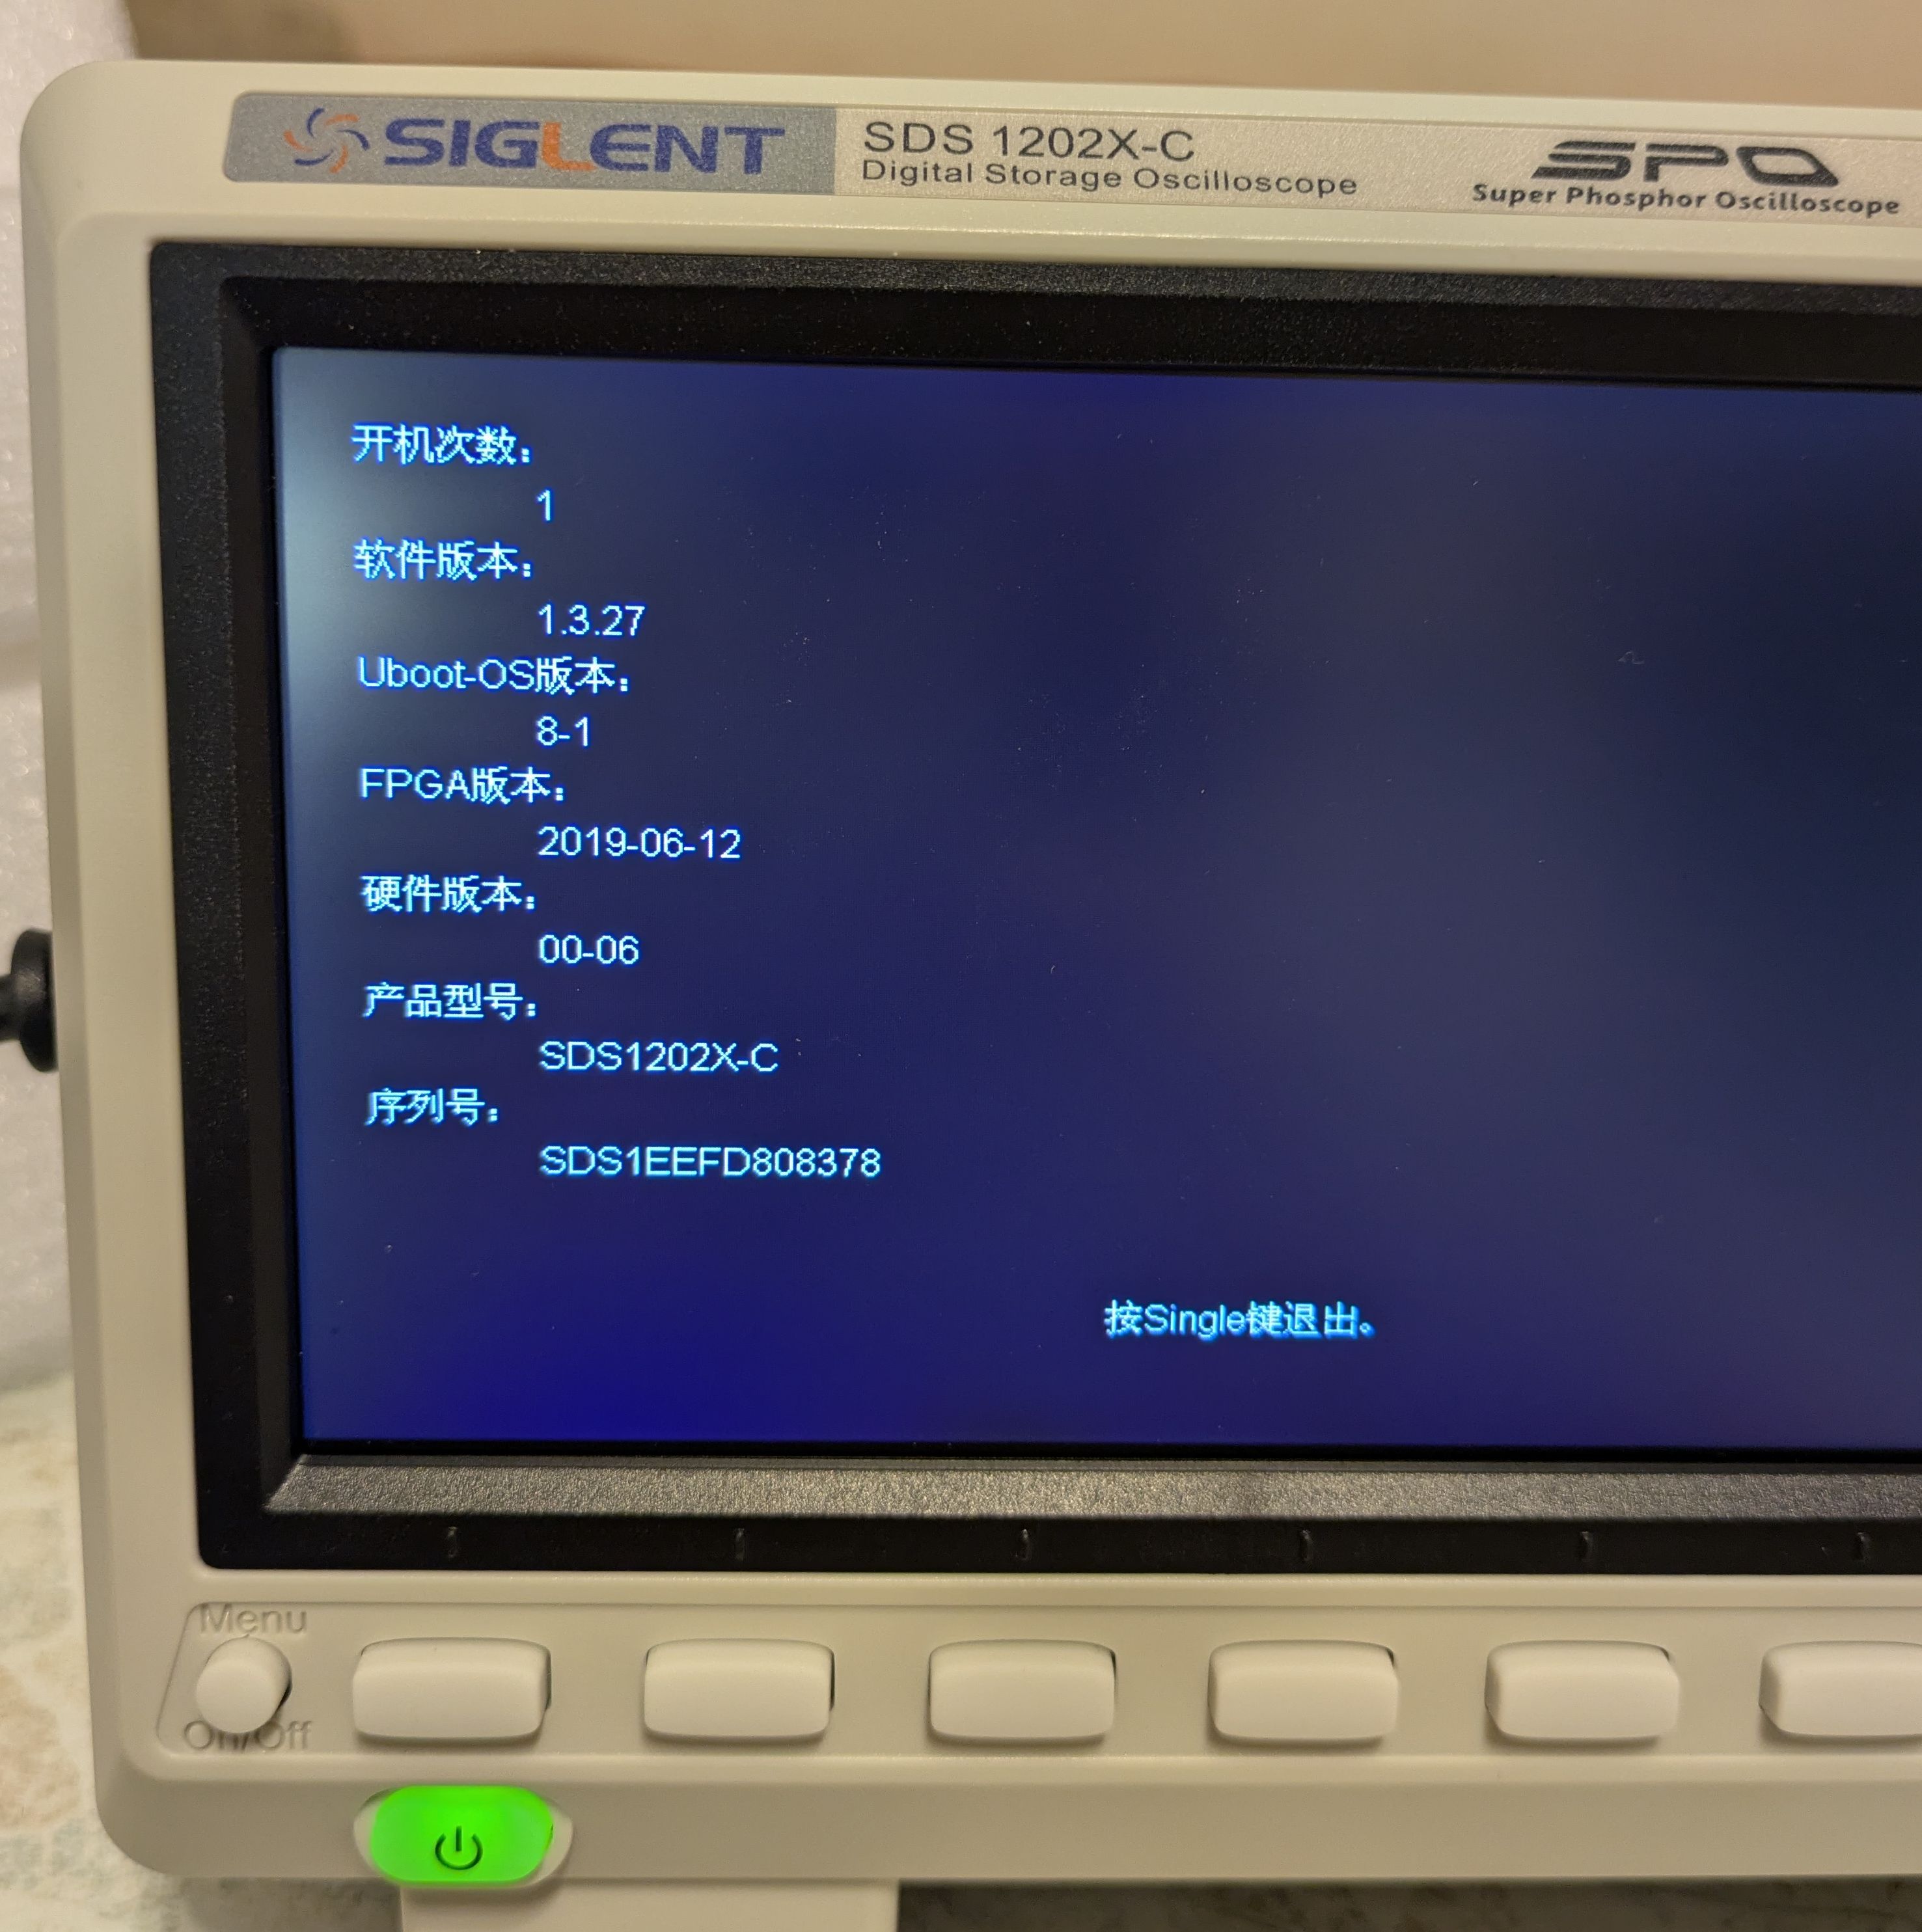 SIGLENT
SDS 1202X-C
Digital Storage Oscilloscope
SPO
Super Phosphor Oscilloscope
开机次数：
1
软件版本：
1.3.27
Uboot-OS版本：
8-1
FPGA版本：
2019-06-12
硬件版本：
00-06
产品型号：
SDS1202X-C
序列号：
SDS1EEFD808378
按Single键退出。
Menu
On/Off